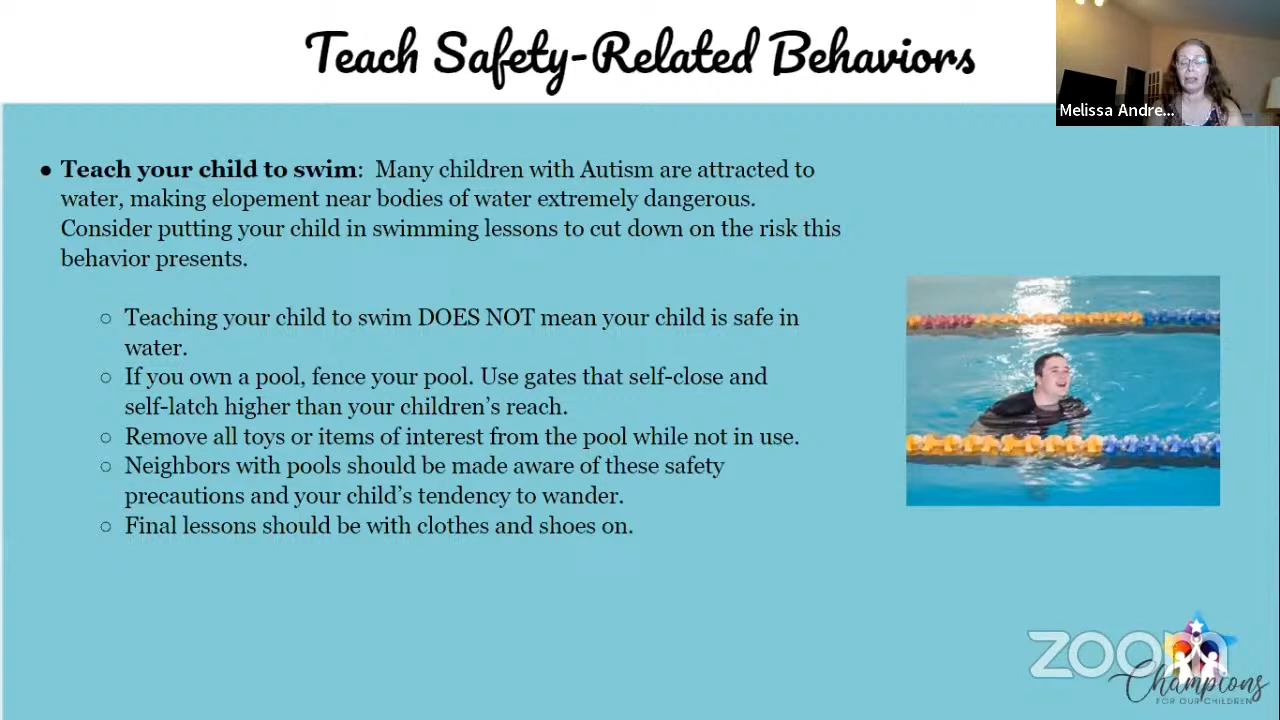 Teach Safety-Related Behaviors
Melissa Andre...
● Teach your child to swim: Many children with Autism are attracted to
water, making elopement near bodies of water extremely dangerous.
Consider putting your child in swimming lessons to cut down on the risk this
behavior presents.
○ Teaching your child to swim DOES NOT mean your child is safe in
water.
○ If you own a pool, fence your pool. Use gates that self-close and
self-latch higher than your children's reach.
○ Remove all toys or items of interest from the pool while not in use.
○ Neighbors with pools should be made aware of these safety
precautions and your child's tendency to wander.
○ Final lessons should be with clothes and shoes on.
zoom
Champions
FOR OUR CHILDREN